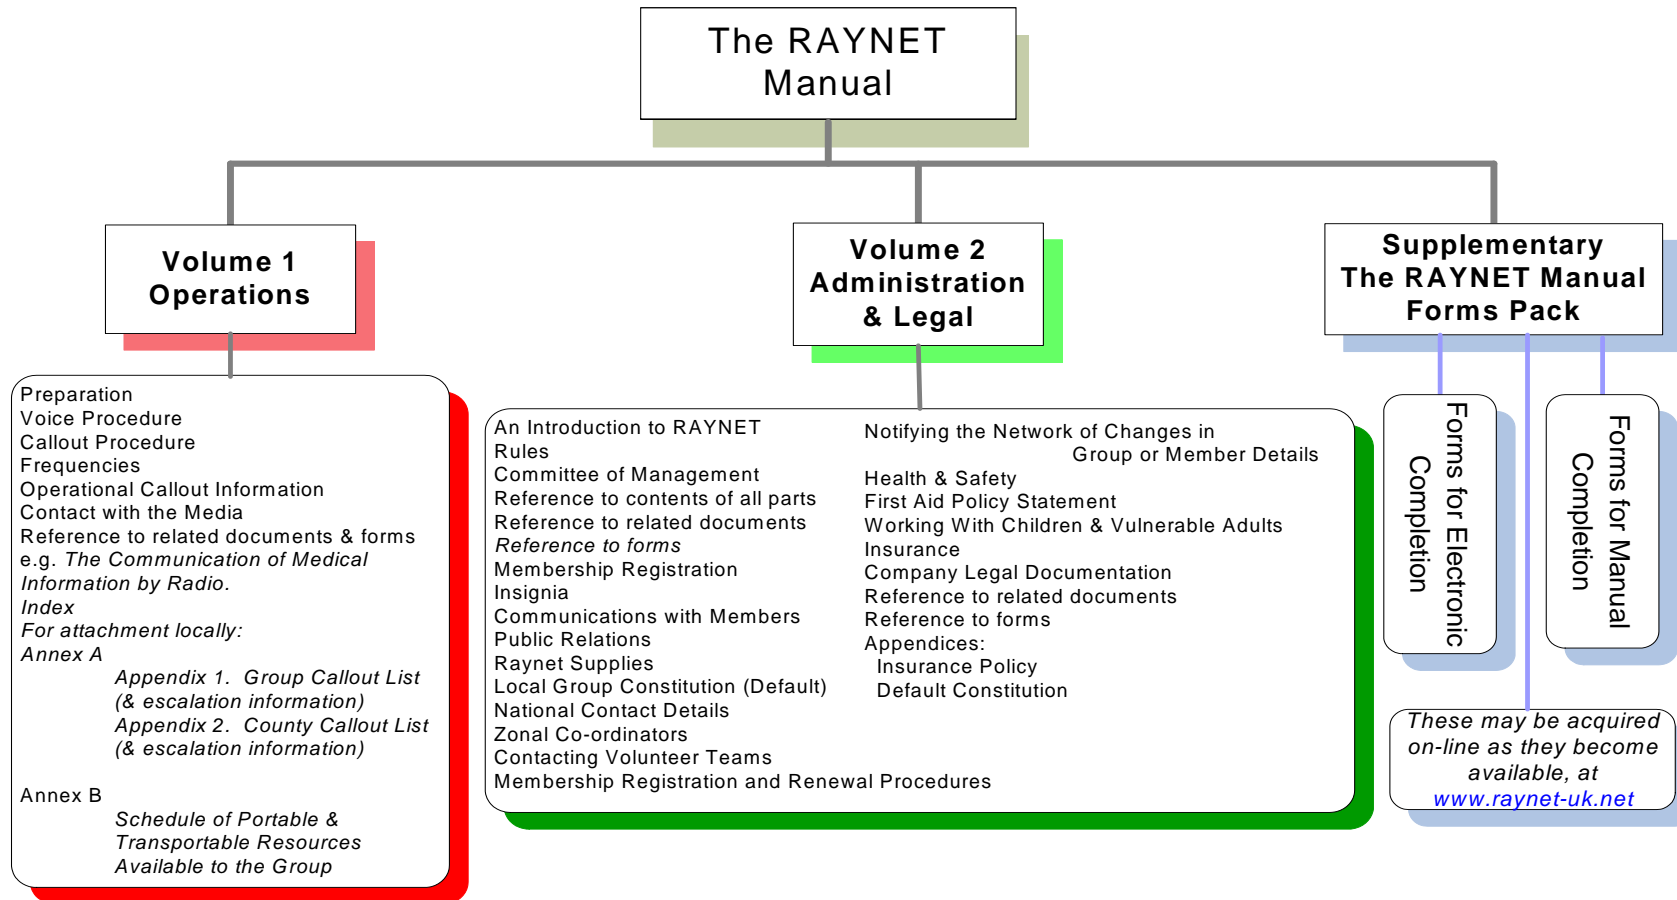 The RAYNET
Manual
Volume 1
Operations
Volume 2
Administration
& Legal
Supplementary
The RAYNET Manual
Forms Pack
Preparation
Voice Procedure
Callout Procedure
Frequencies
Operational Callout Information
Contact with the Media
Reference to related documents & forms
e.g. The Communication of Medical
Information by Radio.
Index
For attachment locally:
Annex A
Appendix 1. Group Callout List
(& escalation information)
Appendix 2. County Callout List
(& escalation information)
Annex B
Schedule of Portable &
Transportable Resources
Available to the Group
An Introduction to RAYNET
Rules
Committee of Management
Reference to contents of all parts
Reference to related documents
Reference to forms
Membership Registration
Insignia
Communications with Members
Public Relations
Raynet Supplies
Local Group Constitution (Default)
National Contact Details
Zonal Co-ordinators
Contacting Volunteer Teams
Membership Registration and Renewal Procedures
Notifying the Network of Changes in
Group or Member Details
Health & Safety
First Aid Policy Statement
Working With Children & Vulnerable Adults
Insurance
Company Legal Documentation
Reference to related documents
Reference to forms
Appendices:
Insurance Policy
Default Constitution
Forms for Electronic
Completion
Forms for Manual
Completion
These may be acquired
on-line as they become
available, at
www.raynet-uk.net